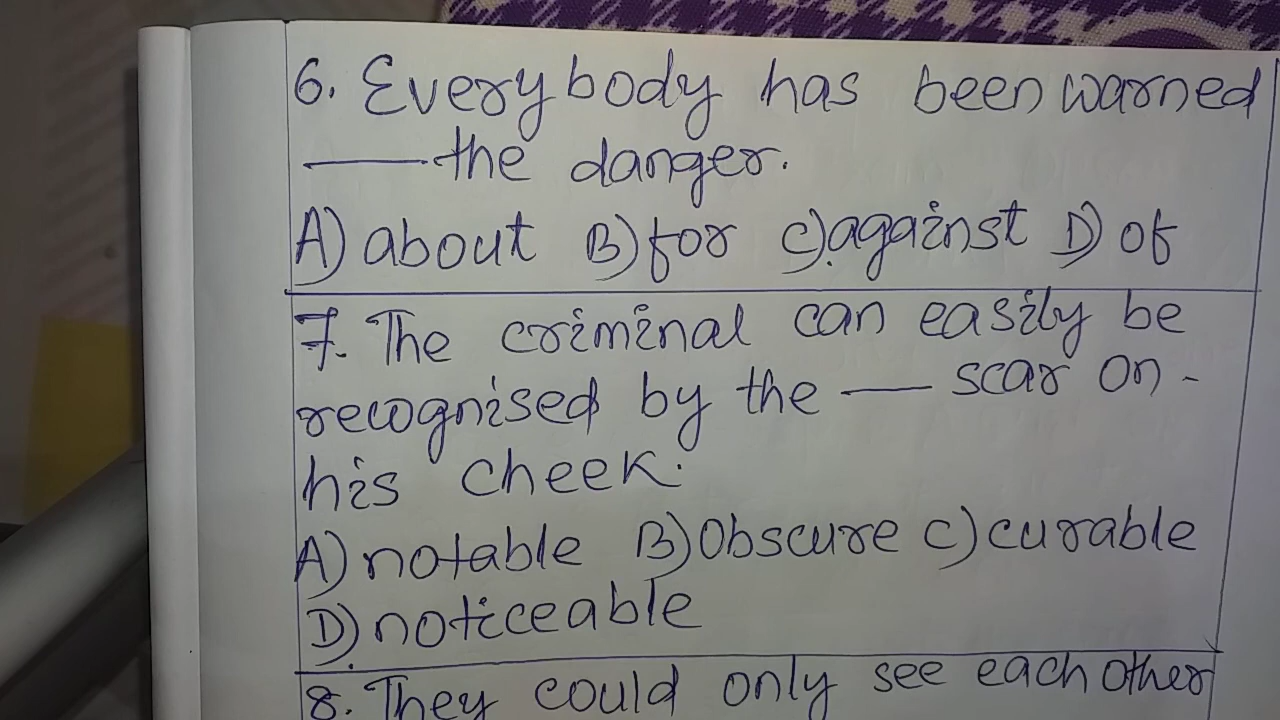 6. Everybody has been warned
—— the danger.
A) about B) for C) against D) of
7. The criminal can easily be
recognised by the —— scar on -
his cheek.
A) notable B) Obscure C) curable
D) noticeable
8. They could only see each other